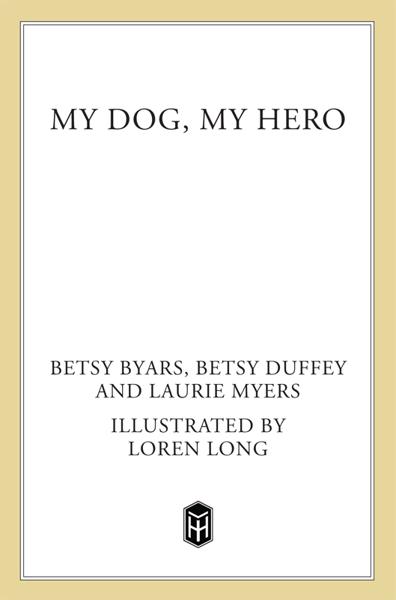 MY DOG, MY HERO
BETSY BYARS, BETSY DUFFEY
AND LAURIE MYERS
ILLUSTRATED BY
LOREN LONG